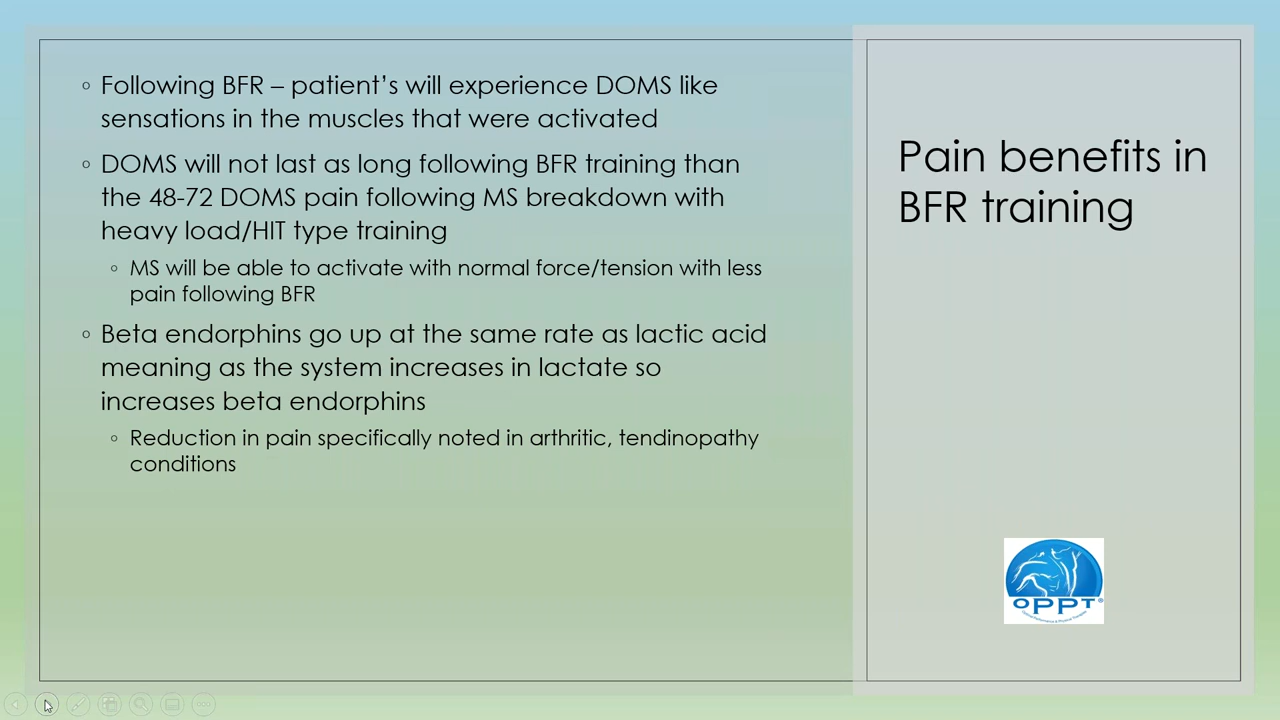 Following BFR – patient’s will experience DOMS like
sensations in the muscles that were activated
DOMS will not last as long following BFR training than
the 48-72 DOMS pain following MS breakdown with
heavy load/HIT type training
MS will be able to activate with normal force/tension with less
pain following BFR
Beta endorphins go up at the same rate as lactic acid
meaning as the system increases in lactate so
increases beta endorphins
Reduction in pain specifically noted in arthritic, tendinopathy
conditions
Pain benefits in
BFR training
OPPT®